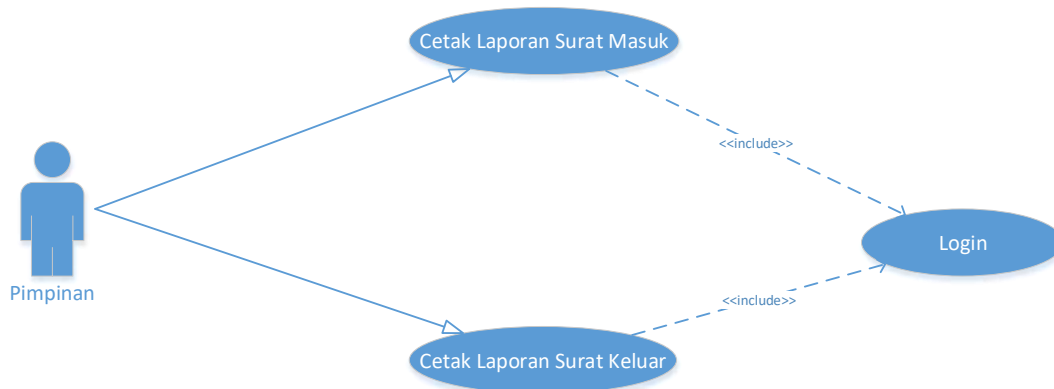 Cetak Laporan Surat Masuk
<<include>>
Login
Pimpinan
<<include>>
Cetak Laporan Surat Keluar